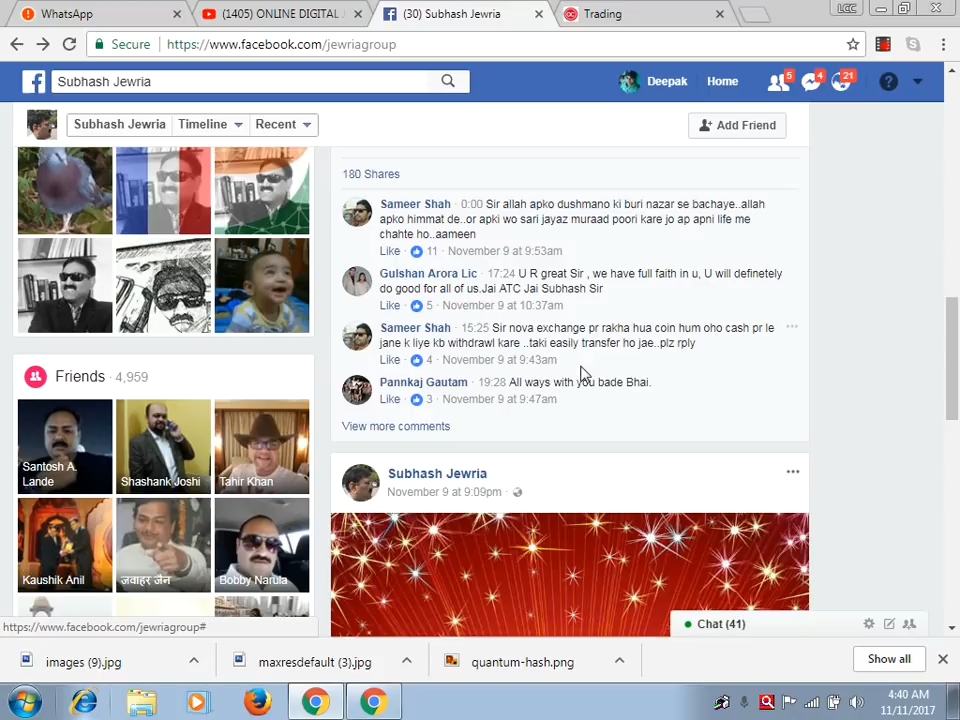 WhatsApp
(1405) ONLINE DIGITAL
(30) Subhash Jewria
Trading
LCC
Secure
https://www.facebook.com/jewriagroup
Subhash Jewria
Deepak
Home
5
4
21
Subhash Jewria
Timeline
Recent
Add Friend
180 Shares
Sameer Shah · 0:00 Sir allah apko dushmano ki buri nazar se bachaye..allah
apko himmat de..or apki wo sari jayaz muraad poori kare jo ap apni life me
chahte ho..aameen
Like · 11 · November 9 at 9:53am
Gulshan Arora Lic · 17:24 U R great Sir , we have full faith in u, U will definetely
do good for all of us.Jai ATC Jai Subhash Sir
Like · 5 · November 9 at 10:37am
Sameer Shah · 15:25 Sir nova exchange pr rakha hua coin hum oho cash pr le
jane k liye kb withdrawl kare ..taki easily transfer ho jae..plz rply
Like · 4 · November 9 at 9:43am
Pannkaj Gautam · 19:28 All ways with you bade Bhai.
Like · 3 · November 9 at 9:47am
View more comments
Friends · 4,959
Santosh A.
Lande
Shashank Joshi
Tahir Khan
Kaushik Anil
जवाहर जैन
Bobby Narula
Subhash Jewria
November 9 at 9:09pm ·
https://www.facebook.com/jewriagroup#
Chat (41)
images (9).jpg
maxresdefault (3).jpg
quantum-hash.png
Show all
4:40 AM
11/11/2017